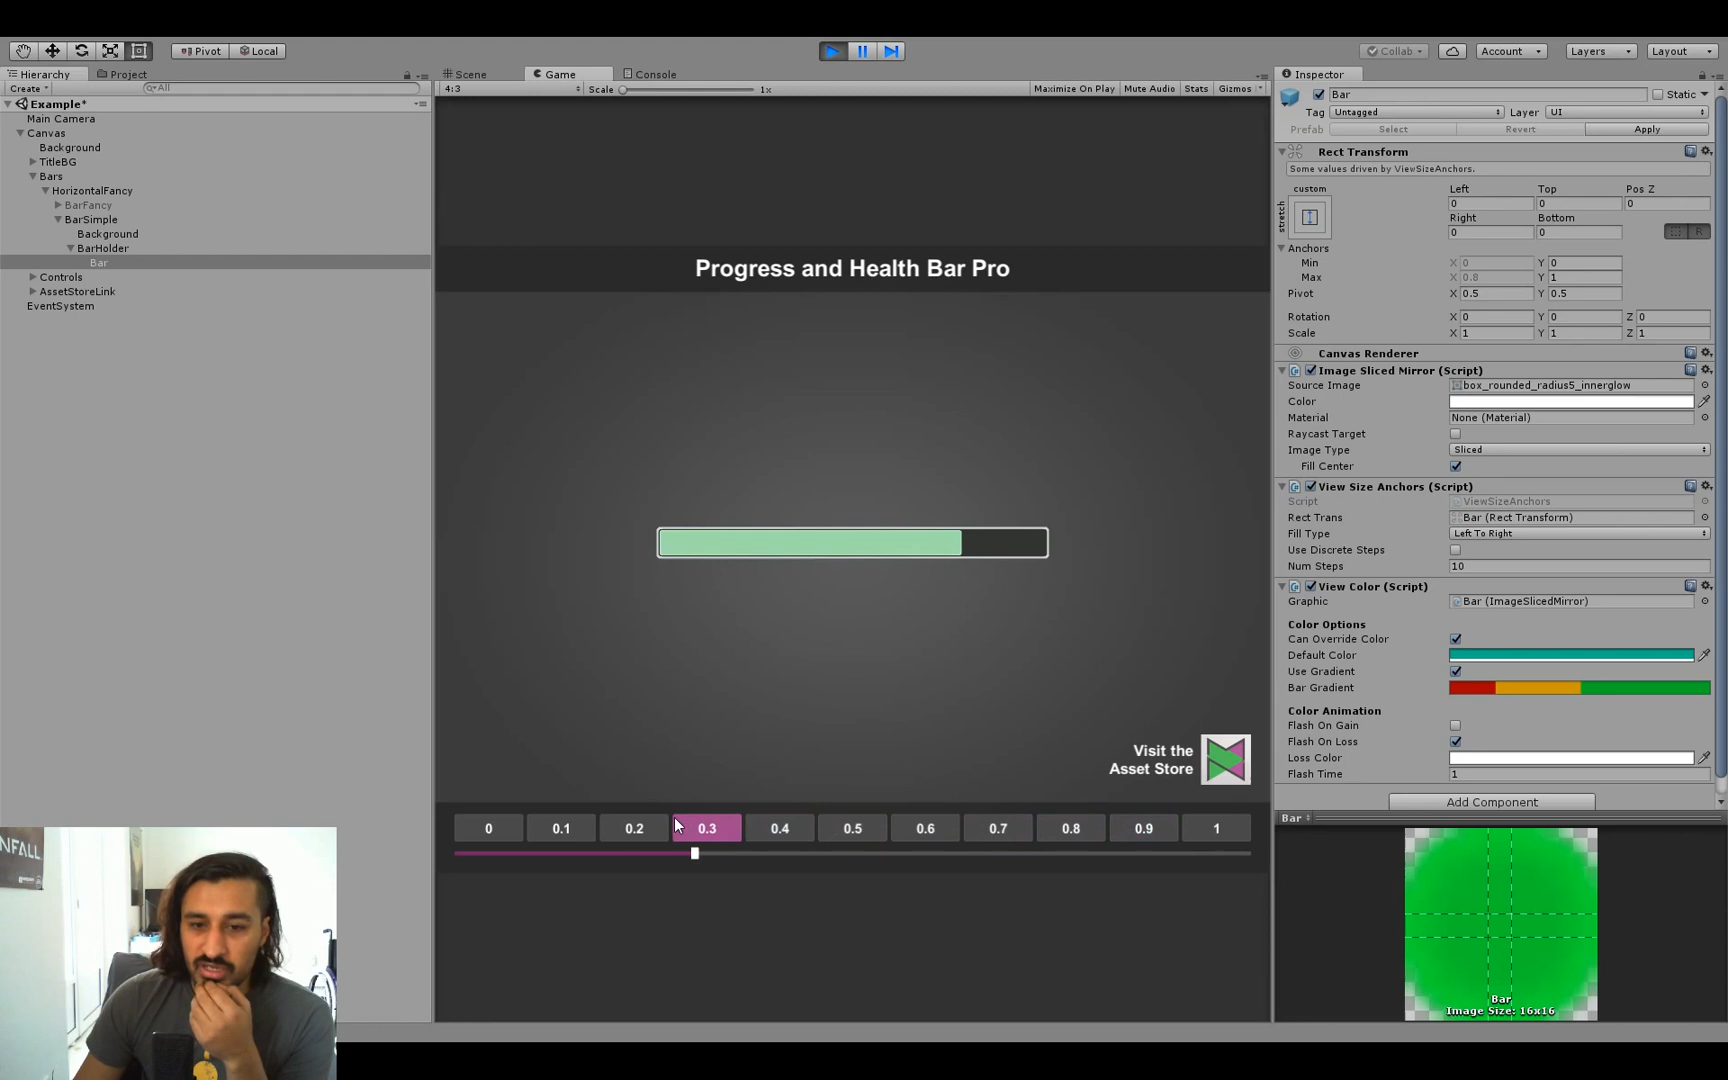 Pivot Local
Collab Account Layers Layout
Hierarchy Project
Create All
Example*
Main Camera
Canvas
Background
TitleBG
Bars
HorizontalFancy
BarFancy
BarSimple
Background
BarHolder
Bar
Controls
AssetStoreLink
EventSystem
Scene Game Console
4:3 Scale 1x Maximize On Play Mute Audio Stats Gizmos
Progress and Health Bar Pro
Visit the
Asset Store
0 0.1 0.2 0.3 0.4 0.5 0.6 0.7 0.8 0.9 1
Inspector
Bar Static
Tag Untagged Layer UI
Prefab Select Revert Apply
Rect Transform
Some values driven by ViewSizeAnchors.
custom Left Top Pos Z
stretch 0 0 0
Right Bottom
0 0 R
Anchors
Min X 0 Y 0
Max X 0.8 Y 1
Pivot X 0.5 Y 0.5
Rotation X 0 Y 0 Z 0
Scale X 1 Y 1 Z 1
Canvas Renderer
Image Sliced Mirror (Script)
Source Image box_rounded_radius5_innerglow
Color
Material None (Material)
Raycast Target
Image Type Sliced
Fill Center
View Size Anchors (Script)
Script ViewSizeAnchors
Rect Trans Bar (Rect Transform)
Fill Type Left To Right
Use Discrete Steps
Num Steps 10
View Color (Script)
Graphic Bar (ImageSlicedMirror)
Color Options
Can Override Color
Default Color
Use Gradient
Bar Gradient
Color Animation
Flash On Gain
Flash On Loss
Loss Color
Flash Time 1
Add Component
Bar
Bar
Image Size: 16x16
NFALL